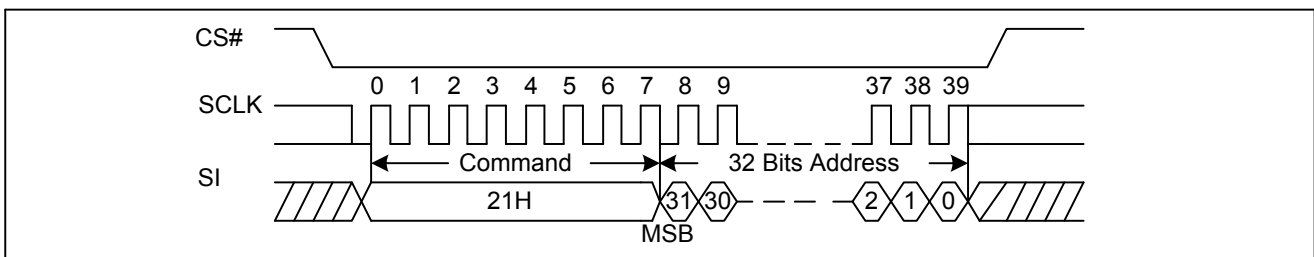 CS#
0 1 2 3 4 5 6 7 8 9 37 38 39
SCLK
Command 32 Bits Address
SI
21H 31 30 2 1 0
MSB